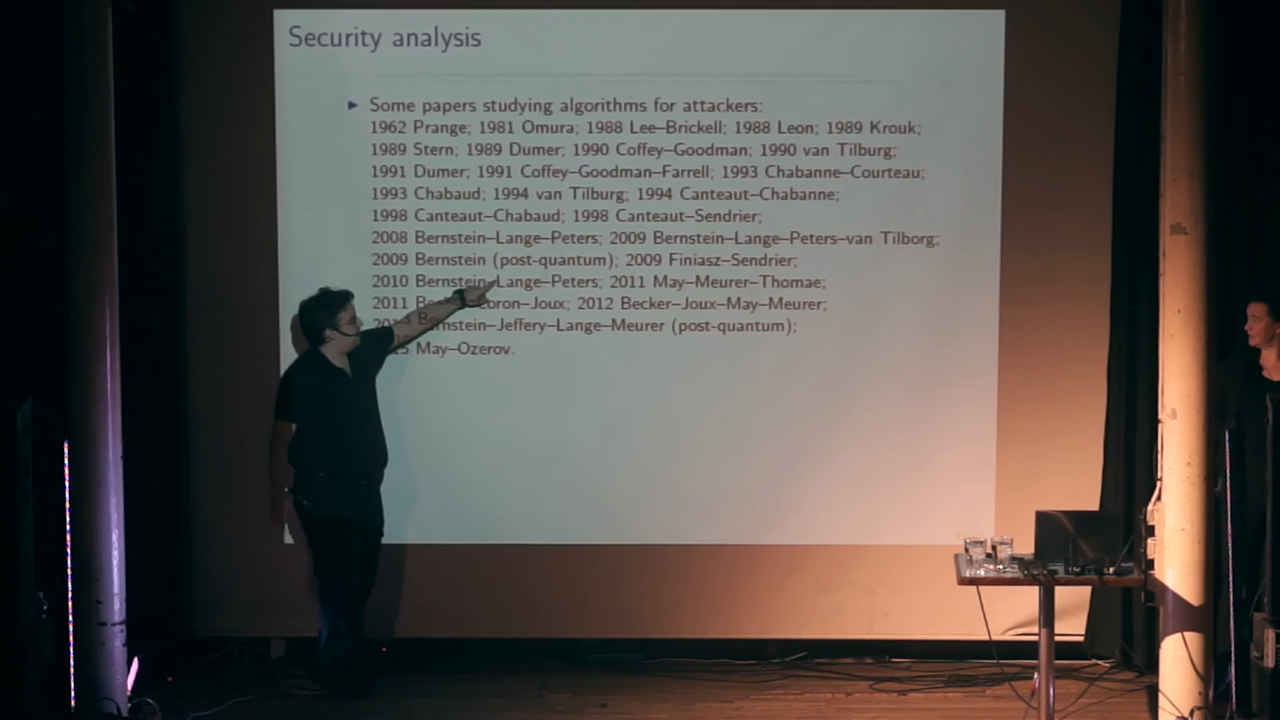 Security analysis
▶ Some papers studying algorithms for attackers:
1962 Prange; 1981 Omura; 1988 Lee–Brickell; 1988 Leon; 1989 Krouk;
1989 Stern; 1989 Dumer; 1990 Coffey–Goodman; 1990 van Tilburg;
1991 Dumer; 1991 Coffey–Goodman–Farrell; 1993 Chabanne–Courteau;
1993 Chabaud; 1994 van Tilburg; 1994 Canteaut–Chabanne;
1998 Canteaut–Chabaud; 1998 Canteaut–Sendrier;
2008 Bernstein–Lange–Peters; 2009 Bernstein–Lange–Peters–van Tilborg;
2009 Bernstein (post-quantum); 2009 Finiasz–Sendrier;
2010 Bernstein–Lange–Peters; 2011 May–Meurer–Thomae;
2011 Coron–Joux; 2012 Becker–Joux–May–Meurer;
Bernstein–Jeffery–Lange–Meurer (post-quantum);
May–Ozerov.